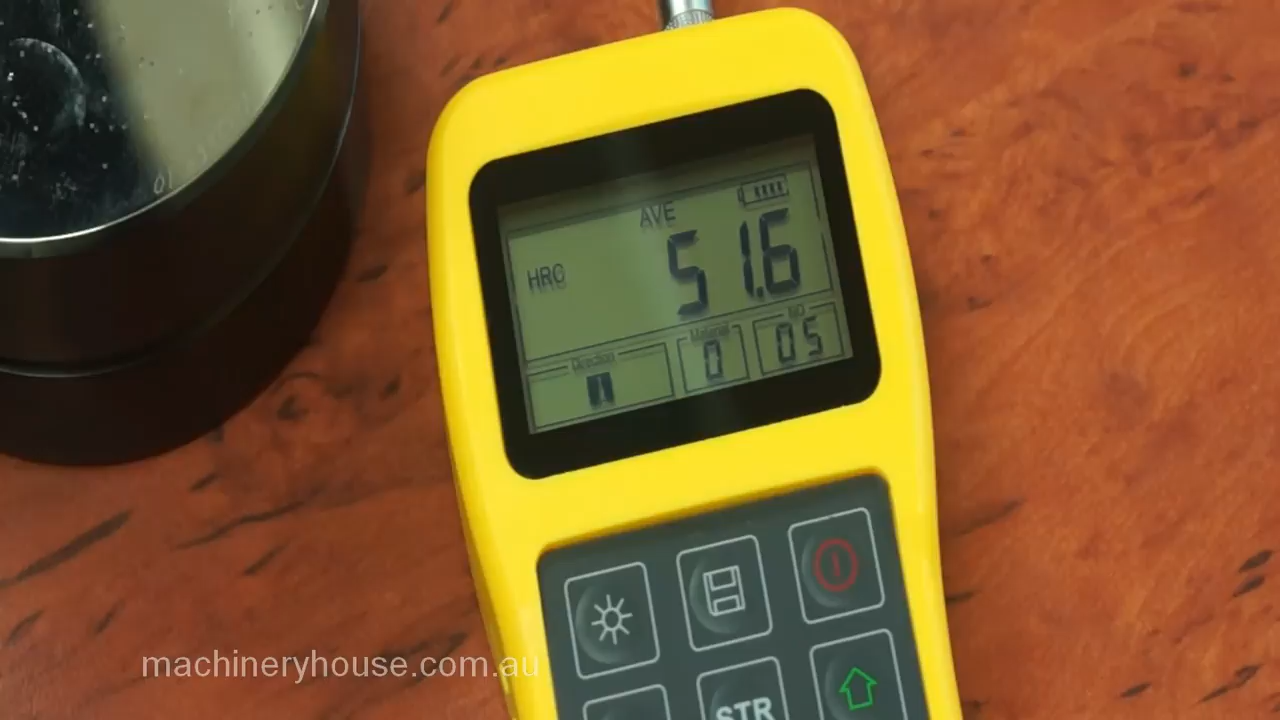 AVE
HRC
51.6
Direction
Material
NO
0
05
STR
machineryhouse.com.au